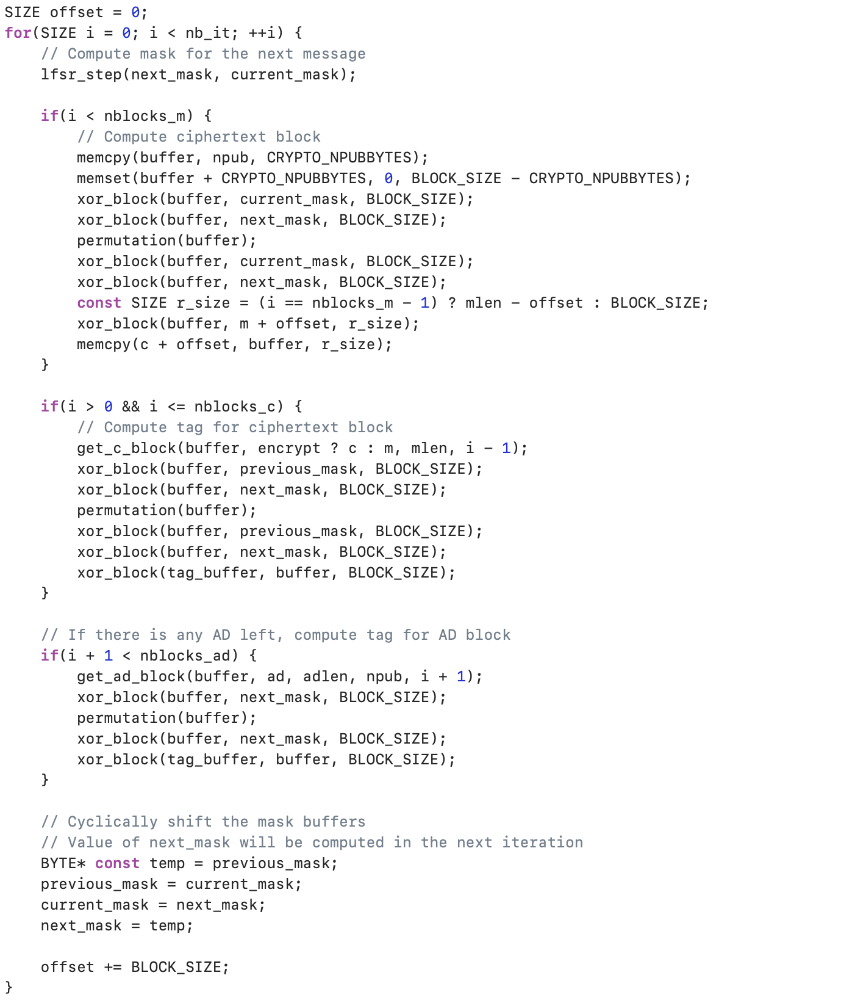 SIZE offset = 0;
for(SIZE i = 0; i < nb_it; ++i) {
    // Compute mask for the next message
    lfsr_step(next_mask, current_mask);

    if(i < nblocks_m) {
        // Compute ciphertext block
        memcpy(buffer, npub, CRYPTO_NPUBBYTES);
        memset(buffer + CRYPTO_NPUBBYTES, 0, BLOCK_SIZE - CRYPTO_NPUBBYTES);
        xor_block(buffer, current_mask, BLOCK_SIZE);
        xor_block(buffer, next_mask, BLOCK_SIZE);
        permutation(buffer);
        xor_block(buffer, current_mask, BLOCK_SIZE);
        xor_block(buffer, next_mask, BLOCK_SIZE);
        const SIZE r_size = (i == nblocks_m - 1) ? mlen - offset : BLOCK_SIZE;
        xor_block(buffer, m + offset, r_size);
        memcpy(c + offset, buffer, r_size);
    }

    if(i > 0 && i <= nblocks_c) {
        // Compute tag for ciphertext block
        get_c_block(buffer, encrypt ? c : m, mlen, i - 1);
        xor_block(buffer, previous_mask, BLOCK_SIZE);
        xor_block(buffer, next_mask, BLOCK_SIZE);
        permutation(buffer);
        xor_block(buffer, previous_mask, BLOCK_SIZE);
        xor_block(buffer, next_mask, BLOCK_SIZE);
        xor_block(tag_buffer, buffer, BLOCK_SIZE);
    }

    // If there is any AD left, compute tag for AD block
    if(i + 1 < nblocks_ad) {
        get_ad_block(buffer, ad, adlen, npub, i + 1);
        xor_block(buffer, next_mask, BLOCK_SIZE);
        permutation(buffer);
        xor_block(buffer, next_mask, BLOCK_SIZE);
        xor_block(tag_buffer, buffer, BLOCK_SIZE);
    }

    // Cyclically shift the mask buffers
    // Value of next_mask will be computed in the next iteration
    BYTE* const temp = previous_mask;
    previous_mask = current_mask;
    current_mask = next_mask;
    next_mask = temp;

    offset += BLOCK_SIZE;
}